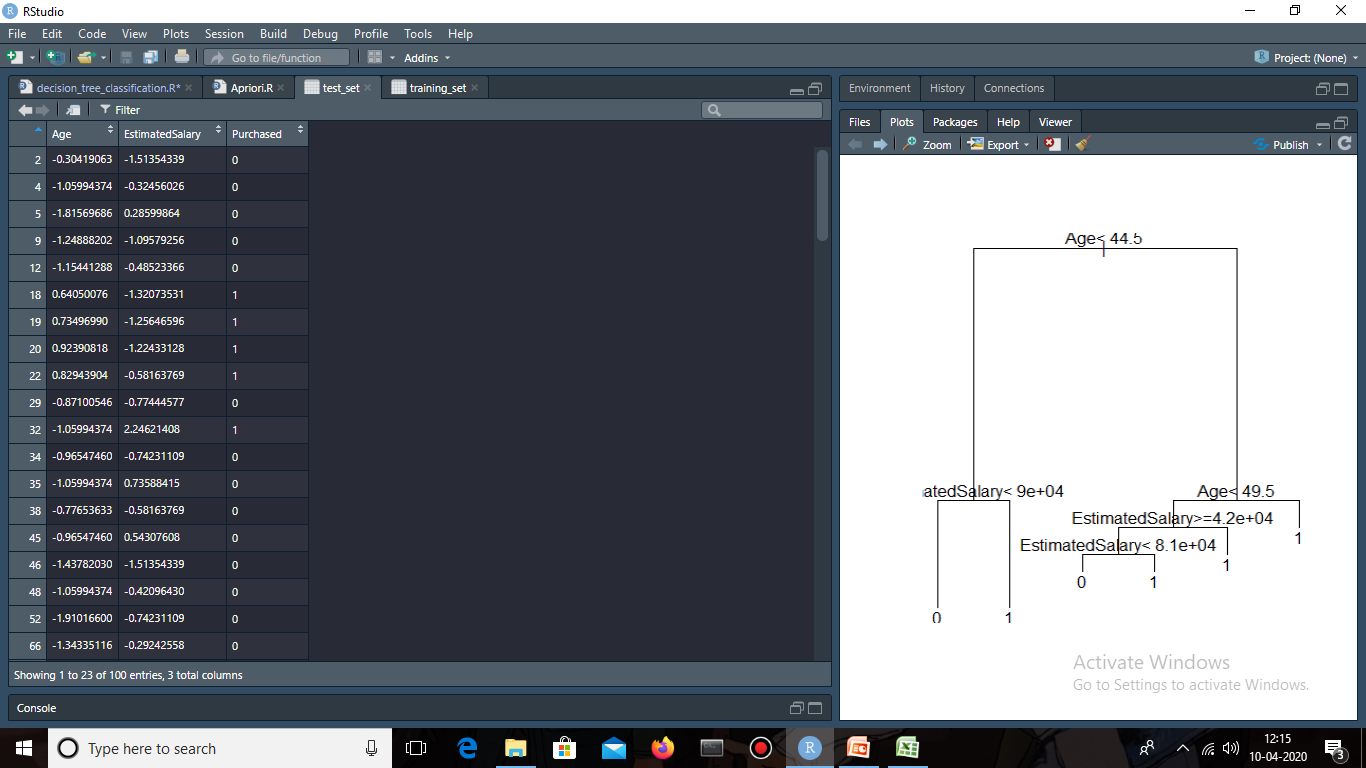 RStudio
File Edit Code View Plots Session Build Debug Profile Tools Help
Go to file/function Addins Project: (None)
decision_tree_classification.R* Apriori.R test_set training_set
Filter
Age EstimatedSalary Purchased
2 -0.30419063 -1.51354339 0
4 -1.05994374 -0.32456026 0
5 -1.81569686 0.28599864 0
9 -1.24888202 -1.09579256 0
12 -1.15441288 -0.48523366 0
18 0.64050076 -1.32073531 1
19 0.73496990 -1.25646596 1
20 0.92390818 -1.22433128 1
22 0.82943904 -0.58163769 1
29 -0.87100546 -0.77444577 0
32 -1.05994374 2.24621408 1
34 -0.96547460 -0.74231109 0
35 -1.05994374 0.73588415 0
38 -0.77653633 -0.58163769 0
45 -0.96547460 0.54307608 0
46 -1.43782030 -1.51354339 0
48 -1.05994374 -0.42096430 0
52 -1.91016600 -0.74231109 0
66 -1.34335116 -0.29242558 0
Showing 1 to 23 of 100 entries, 3 total columns
Console
Environment History Connections
Files Plots Packages Help Viewer
Zoom Export Publish
Age< 44.5
atedSalary< 9e+04 Age< 49.5
EstimatedSalary>=4.2e+04
EstimatedSalary< 8.1e+04
1
1
0 1
0 1
Activate Windows
Go to Settings to activate Windows.
Type here to search
12:15
10-04-2020
3